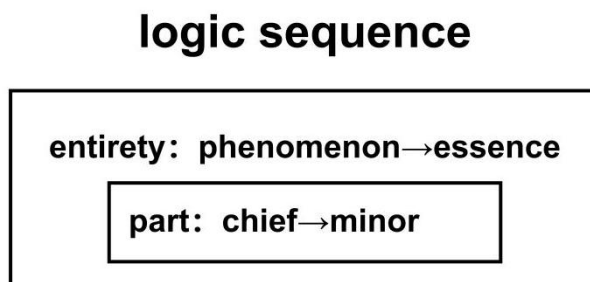 logic sequence
entirety: phenomenon→essence
part: chief→minor